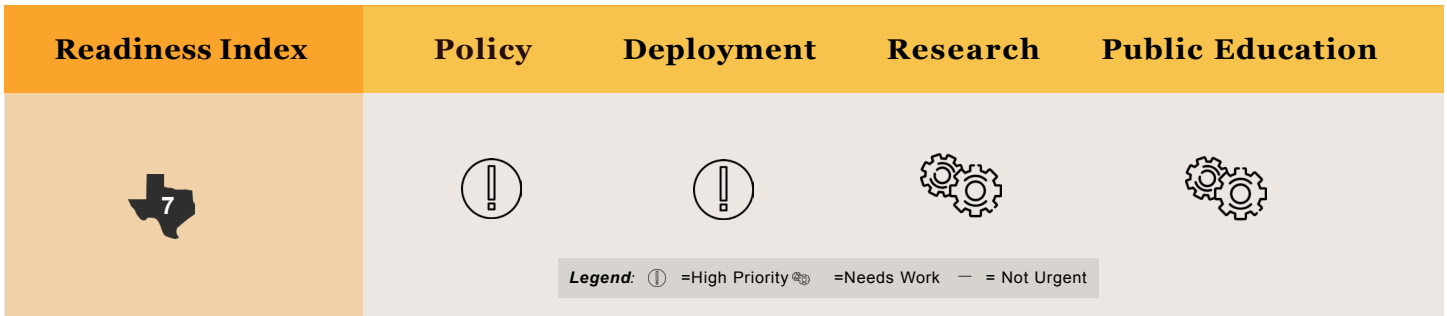 Readiness Index Policy Deployment Research Public Education
7
Legend: =High Priority =Needs Work — = Not Urgent